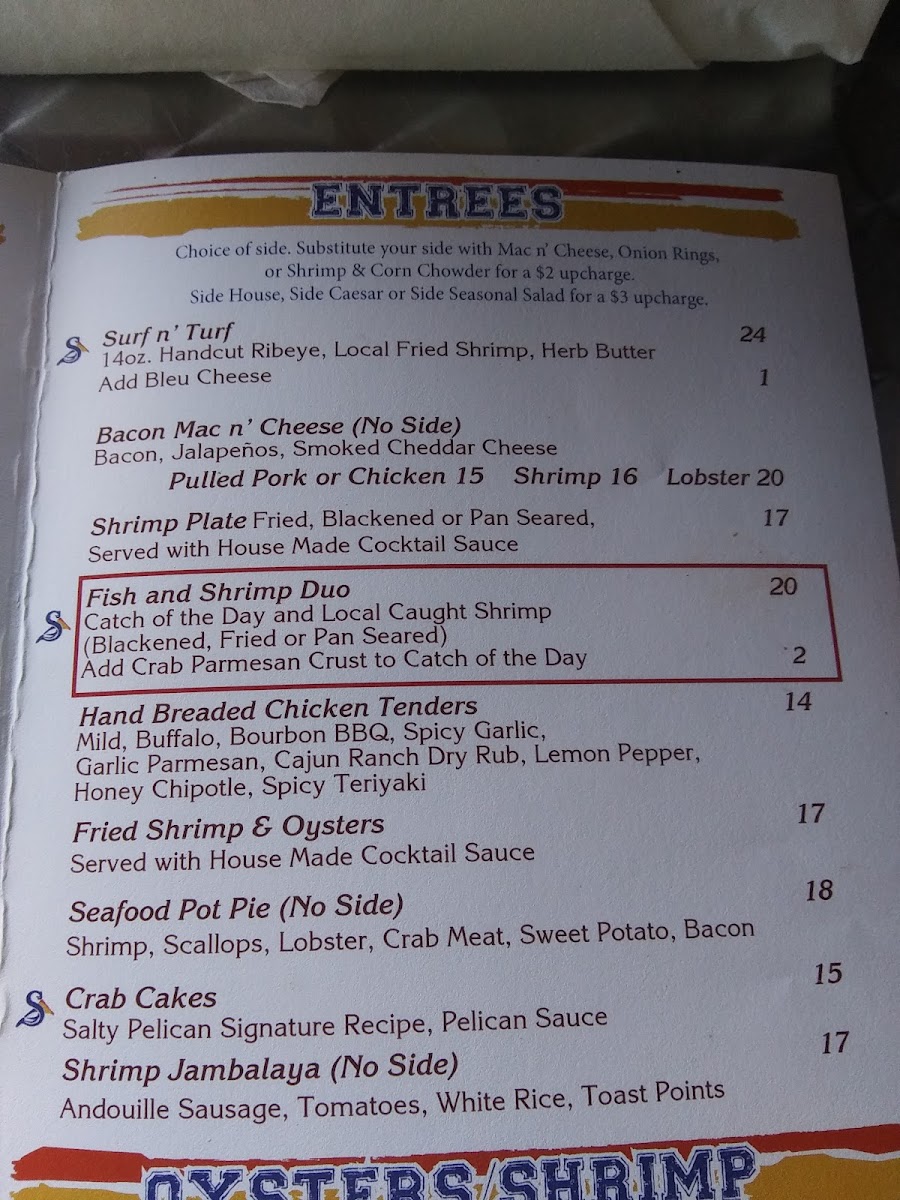 ENTREES
Choice of side. Substitute your side with Mac n' Cheese, Onion Rings,
or Shrimp & Corn Chowder for a $2 upcharge.
Side House, Side Caesar or Side Seasonal Salad for a $3 upcharge.
S Surf n' Turf 24
14oz. Handcut Ribeye, Local Fried Shrimp, Herb Butter
Add Bleu Cheese 1
Bacon Mac n' Cheese (No Side)
Bacon, Jalapeños, Smoked Cheddar Cheese
Pulled Pork or Chicken 15 Shrimp 16 Lobster 20
Shrimp Plate Fried, Blackened or Pan Seared, 17
Served with House Made Cocktail Sauce
S Fish and Shrimp Duo 20
Catch of the Day and Local Caught Shrimp
(Blackened, Fried or Pan Seared)
Add Crab Parmesan Crust to Catch of the Day 2
Hand Breaded Chicken Tenders 14
Mild, Buffalo, Bourbon BBQ, Spicy Garlic,
Garlic Parmesan, Cajun Ranch Dry Rub, Lemon Pepper,
Honey Chipotle, Spicy Teriyaki
Fried Shrimp & Oysters 17
Served with House Made Cocktail Sauce
Seafood Pot Pie (No Side) 18
Shrimp, Scallops, Lobster, Crab Meat, Sweet Potato, Bacon
S Crab Cakes 15
Salty Pelican Signature Recipe, Pelican Sauce
Shrimp Jambalaya (No Side) 17
Andouille Sausage, Tomatoes, White Rice, Toast Points
OYSTERS/SHRIMP